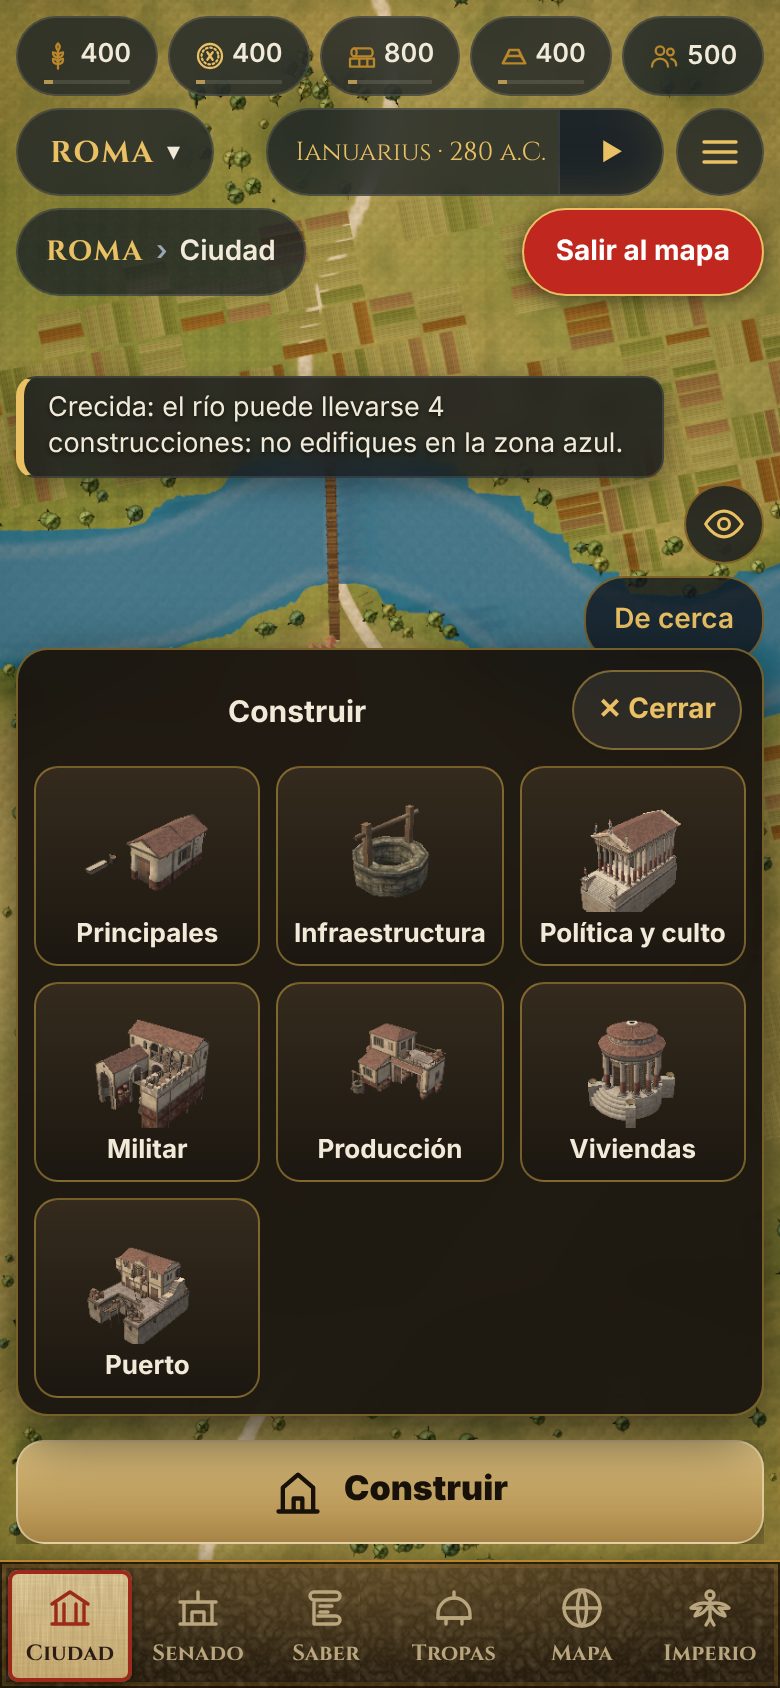 400 400 800 400 500
ROMA ▾ IANUARIUS · 280 A.C.
ROMA › Ciudad Salir al mapa
Crecida: el río puede llevarse 4
construcciones: no edifiques en la zona azul.
De cerca
Construir ✕ Cerrar
Principales Infraestructura Política y culto
Militar Producción Viviendas
Puerto
Construir
CIUDAD SENADO SABER TROPAS MAPA IMPERIO